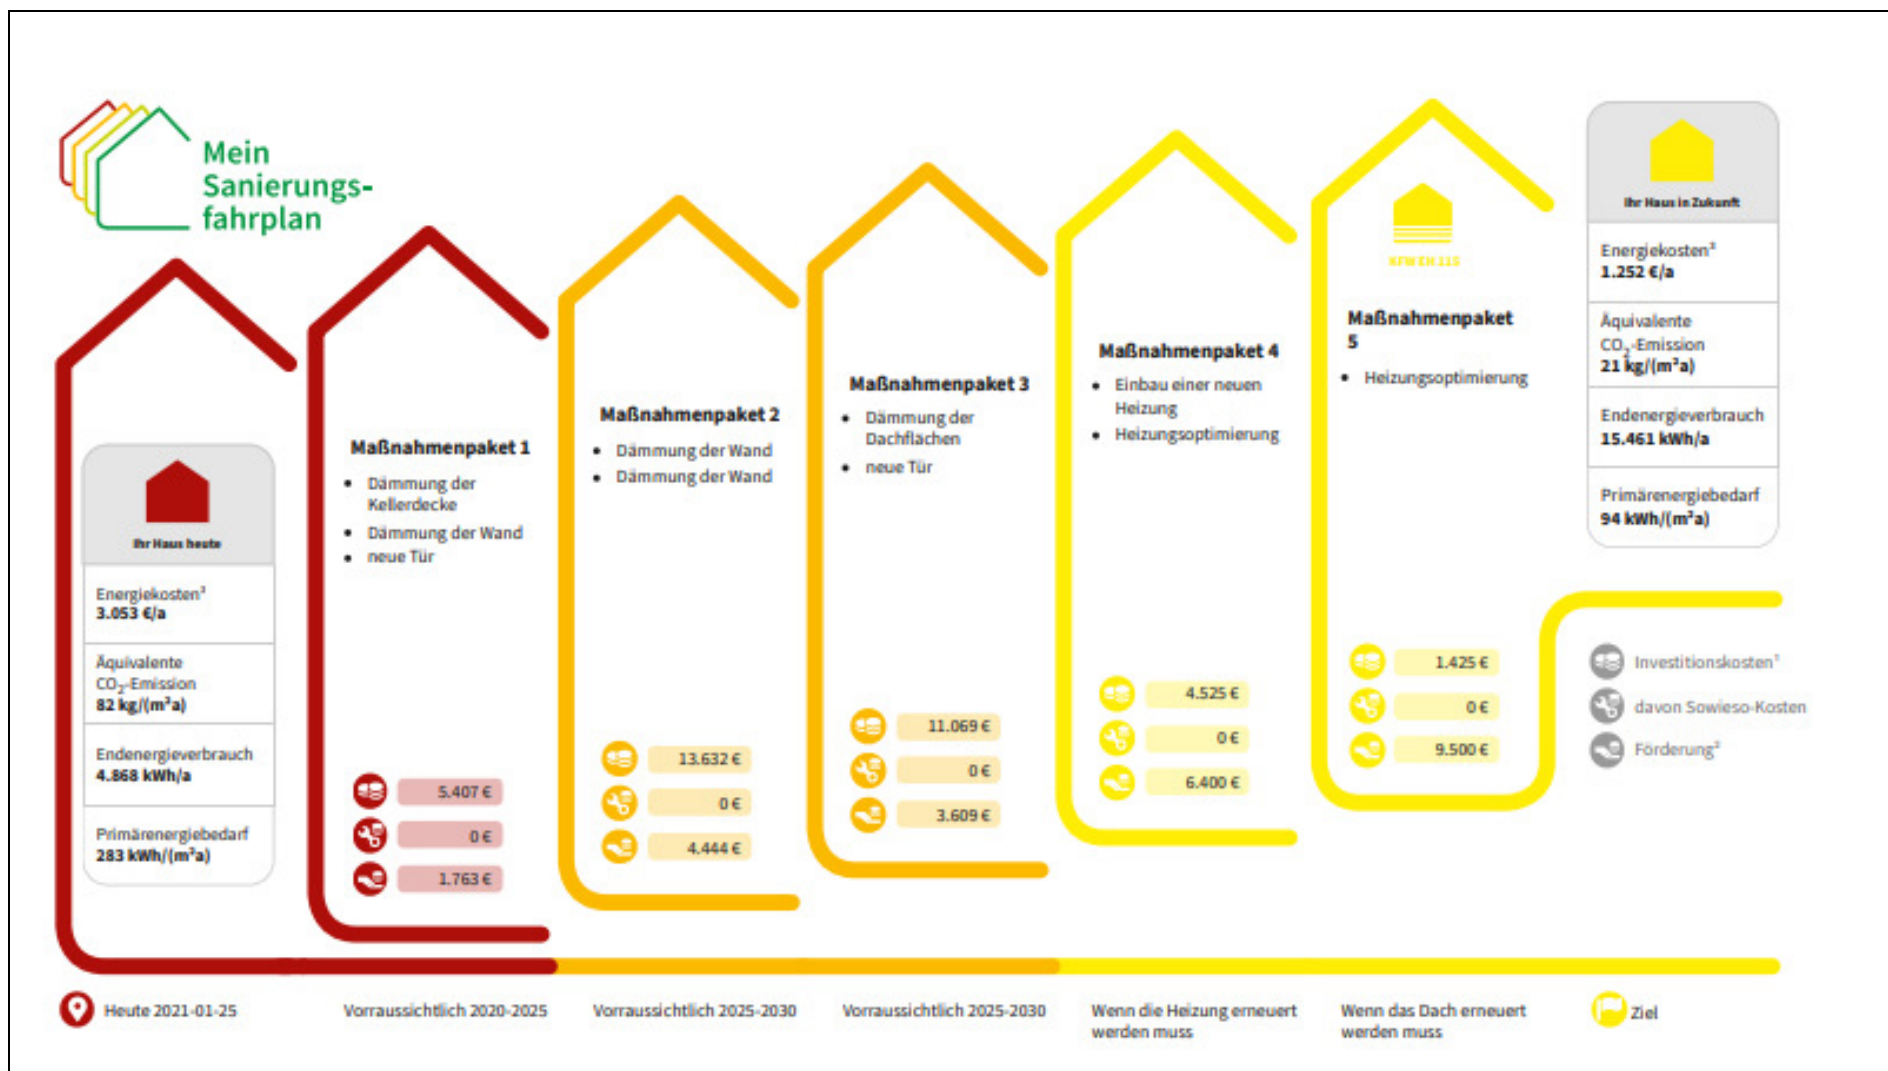 Mein
Sanierungs-
fahrplan
Ihr Haus heute
Energiekosten³
3.053 €/a
Äquivalente
CO₂-Emission
82 kg/(m²a)
Endenergieverbrauch
4.868 kWh/a
Primärenergiebedarf
283 kWh/(m²a)
Maßnahmenpaket 1
• Dämmung der
Kellerdecke
• Dämmung der Wand
• neue Tür
5.407 €
0 €
1.763 €
Maßnahmenpaket 2
• Dämmung der Wand
• Dämmung der Wand
13.632 €
0 €
4.444 €
Maßnahmenpaket 3
• Dämmung der
Dachflächen
• neue Tür
11.069 €
0 €
3.609 €
Maßnahmenpaket 4
• Einbau einer neuen
Heizung
• Heizungsoptimierung
4.525 €
0 €
6.400 €
KFW EH 115
Maßnahmenpaket
5
• Heizungsoptimierung
1.425 €
0 €
9.500 €
Ihr Haus in Zukunft
Energiekosten³
1.252 €/a
Äquivalente
CO₂-Emission
21 kg/(m²a)
Endenergieverbrauch
15.461 kWh/a
Primärenergiebedarf
94 kWh/(m²a)
Investitionskosten¹
davon Sowieso-Kosten
Förderung²
Heute 2021-01-25
Vorraussichtlich 2020-2025
Vorraussichtlich 2025-2030
Vorraussichtlich 2025-2030
Wenn die Heizung erneuert
werden muss
Wenn das Dach erneuert
werden muss
Ziel